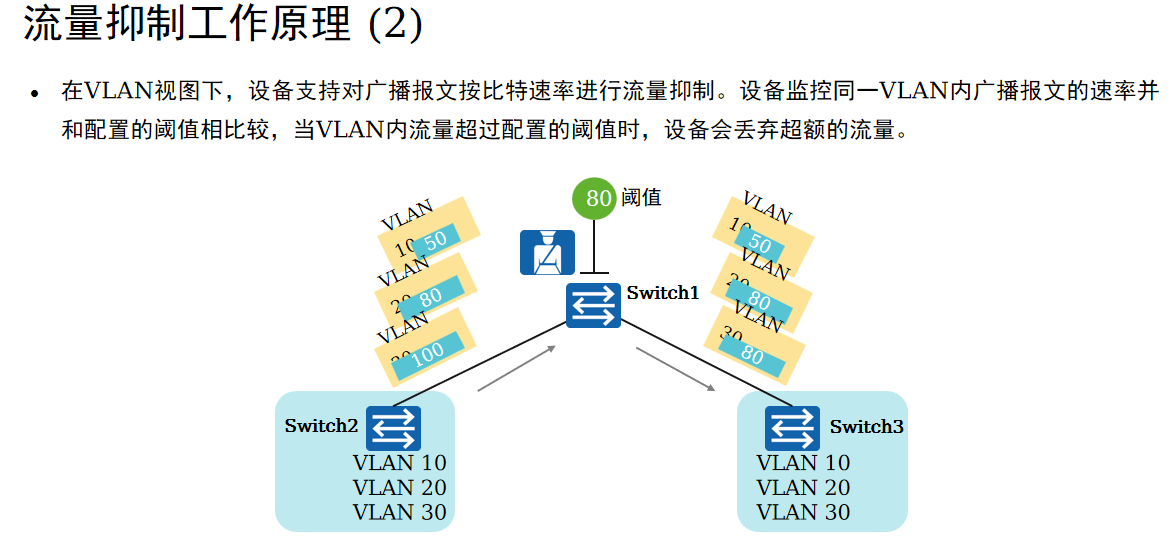 流量抑制工作原理 (2)
• 在VLAN视图下，设备支持对广播报文按比特速率进行流量抑制。设备监控同一VLAN内广播报文的速率并
和配置的阈值相比较，当VLAN内流量超过配置的阈值时，设备会丢弃超额的流量。
80 阈值
VLAN
10
50
VLAN
20
80
VLAN
100
Switch1
VLAN
10
50
VLAN
20
80
VLAN
30
80
Switch2
VLAN 10
VLAN 20
VLAN 30
Switch3
VLAN 10
VLAN 20
VLAN 30